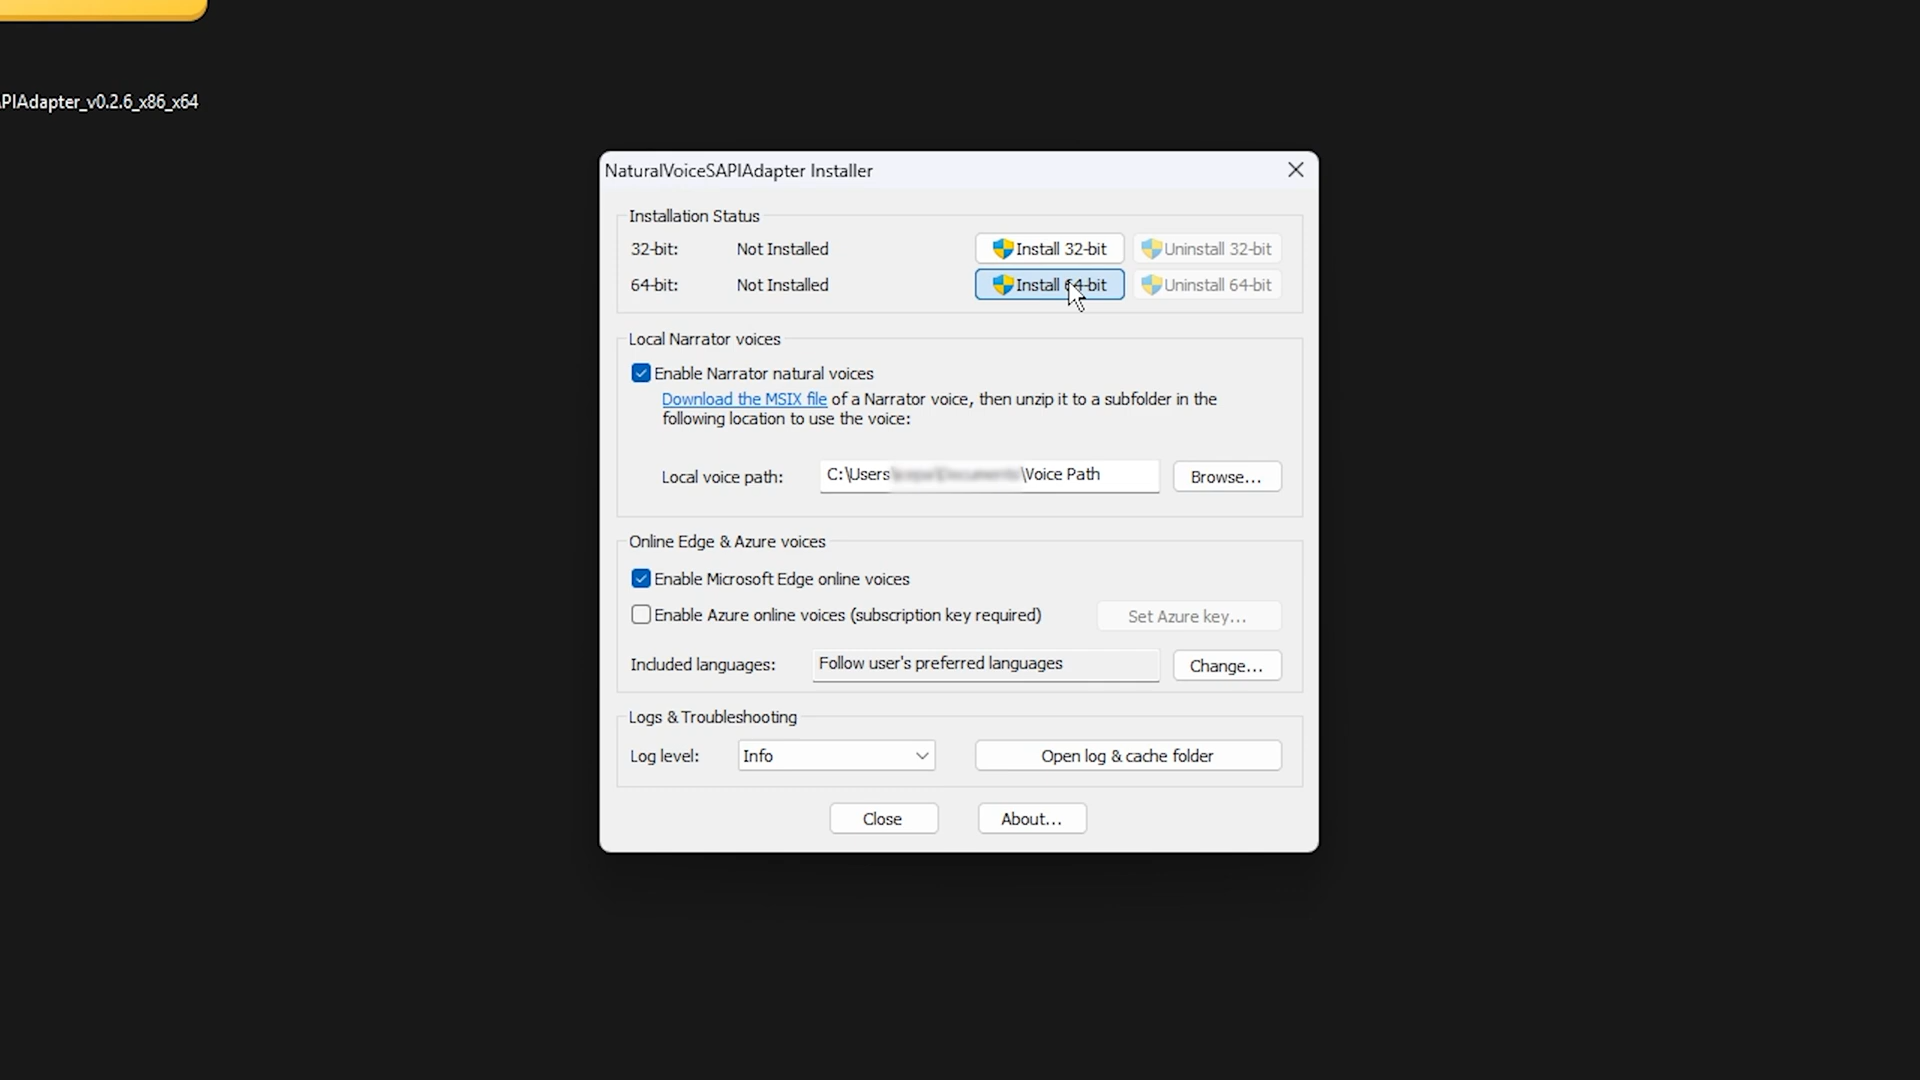 PIAdapter_v0.2.6_x86_x64
NaturalVoiceSAPIAdapter Installer
Installation Status
32-bit: Not Installed Install 32-bit Uninstall 32-bit
64-bit: Not Installed Install 64-bit Uninstall 64-bit
Local Narrator voices
Enable Narrator natural voices
Download the MSIX file of a Narrator voice, then unzip it to a subfolder in the
following location to use the voice:
Local voice path: C:\Users \Voice Path Browse...
Online Edge & Azure voices
Enable Microsoft Edge online voices
Enable Azure online voices (subscription key required) Set Azure key...
Included languages: Follow user's preferred languages Change...
Logs & Troubleshooting
Log level: Info Open log & cache folder
Close About...